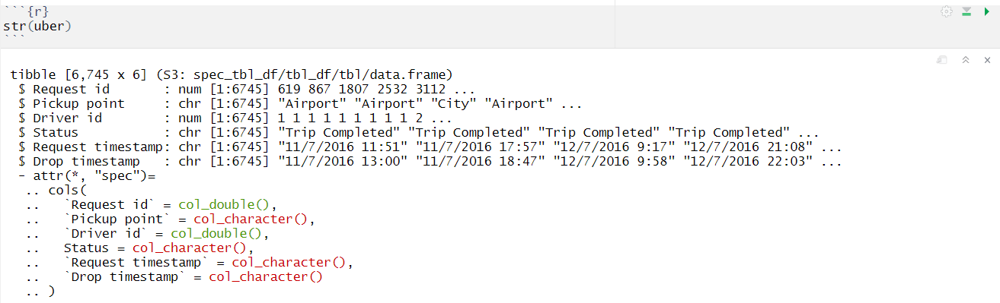 ```{r}
str(uber)
```
tibble [6,745 x 6] (S3: spec_tbl_df/tbl_df/tbl/data.frame)
 $ Request id       : num [1:6745] 619 867 1807 2532 3112 ...
 $ Pickup point     : chr [1:6745] "Airport" "Airport" "City" "Airport" ...
 $ Driver id        : num [1:6745] 1 1 1 1 1 1 1 1 1 2 ...
 $ Status           : chr [1:6745] "Trip Completed" "Trip Completed" "Trip Completed" "Trip Completed" ...
 $ Request timestamp: chr [1:6745] "11/7/2016 11:51" "11/7/2016 17:57" "12/7/2016 9:17" "12/7/2016 21:08" ...
 $ Drop timestamp   : chr [1:6745] "11/7/2016 13:00" "11/7/2016 18:47" "12/7/2016 9:58" "12/7/2016 22:03" ...
 - attr(*, "spec")=
  .. cols(
  ..   `Request id` = col_double(),
  ..   `Pickup point` = col_character(),
  ..   `Driver id` = col_double(),
  ..   Status = col_character(),
  ..   `Request timestamp` = col_character(),
  ..   `Drop timestamp` = col_character()
  .. )